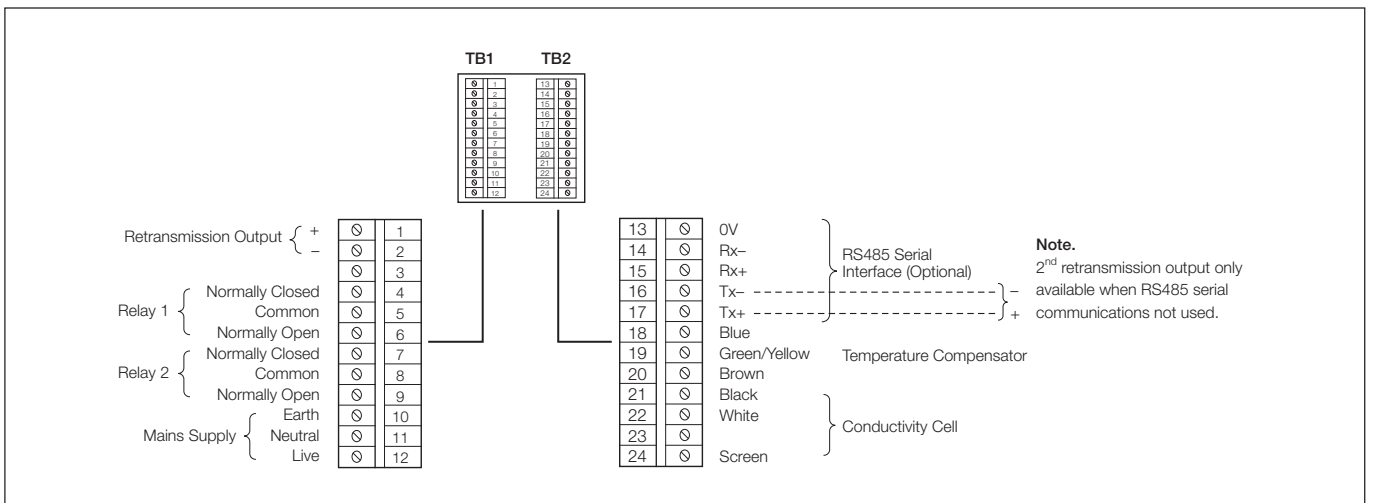 TB1 TB2
1 13
2 14
3 15
4 16
5 17
6 18
7 19
8 20
9 21
10 22
11 23
12 24
Retransmission Output
+ 1
– 2
3
Relay 1
Normally Closed 4
Common 5
Normally Open 6
Relay 2
Normally Closed 7
Common 8
Normally Open 9
Mains Supply
Earth 10
Neutral 11
Live 12
13 0V
14 Rx–
15 Rx+
16 Tx– –
17 Tx+ +
RS485 Serial
Interface (Optional)
Note.
2nd retransmission output only
available when RS485 serial
communications not used.
18 Blue
19 Green/Yellow
20 Brown
Temperature Compensator
21 Black
22 White
23
24 Screen
Conductivity Cell